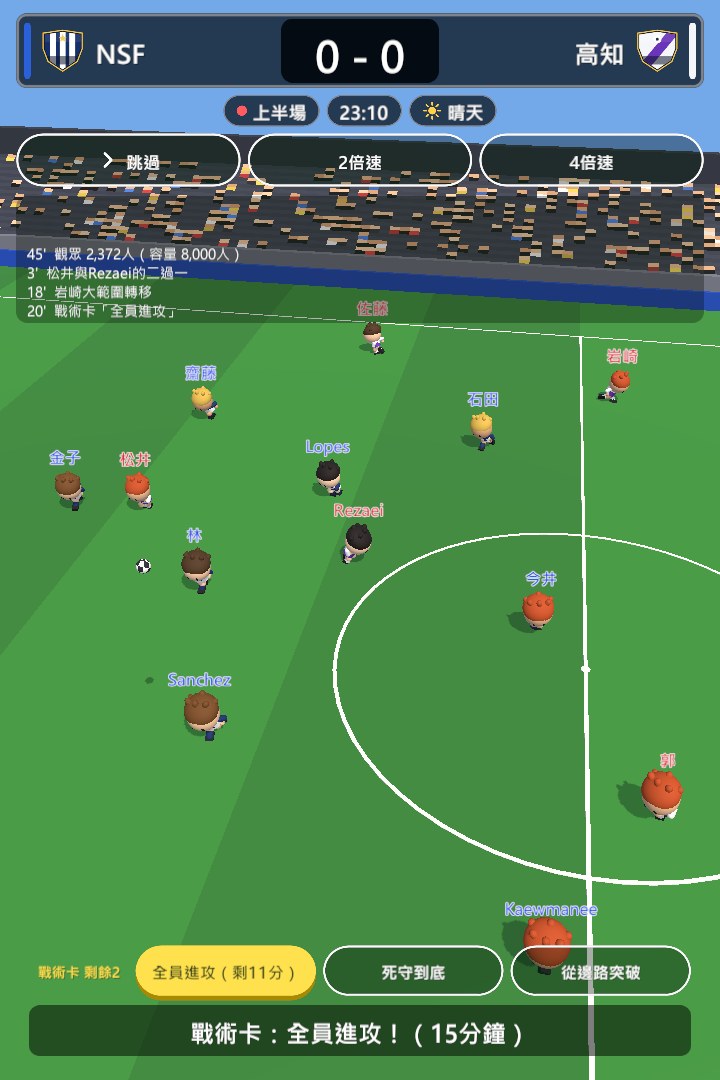 NSF 0 - 0 高知
上半場 23:10 晴天
跳過 2倍速 4倍速
45' 觀眾 2,372人（容量 8,000人）
3' 松井與Rezaei的二過一
18' 岩崎大範圍轉移
20' 戰術卡「全員進攻」
佐藤
岩崎
齋藤
石田
Lopes
金子 松井
Rezaei
林
今井
Sanchez
郭
Kaewmanee
戰術卡 剩餘2 全員進攻（剩11分） 死守到底 從邊路突破
戰術卡：全員進攻！（15分鐘）